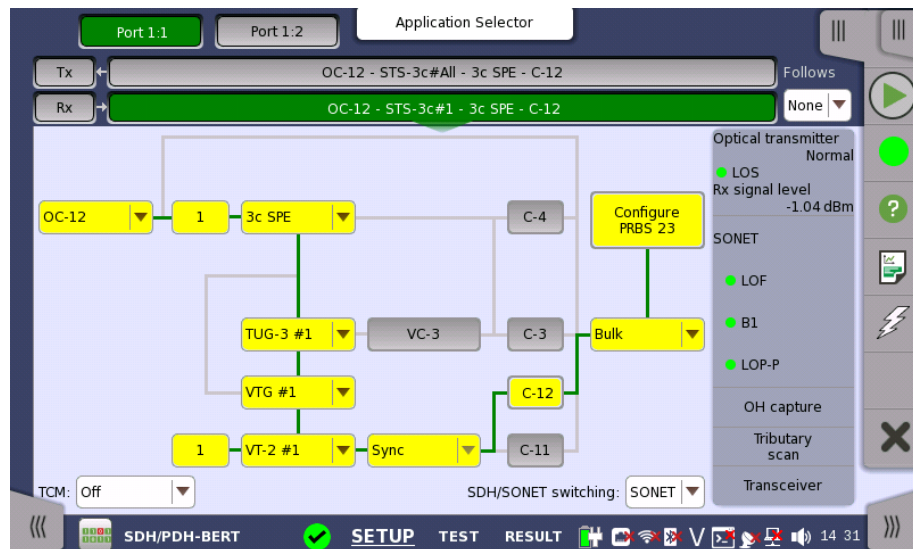 Application Selector
Port 1:1
Port 1:2
Tx
OC-12 - STS-3c#All - 3c SPE - C-12
Follows
Rx
OC-12 - STS-3c#1 - 3c SPE - C-12
None
Optical transmitter
Normal
LOS
Rx signal level
-1.04 dBm
OC-12
1
3c SPE
C-4
Configure
PRBS 23
SONET
LOF
TUG-3 #1
VC-3
C-3
Bulk
B1
LOP-P
VTG #1
C-12
OH capture
1
VT-2 #1
Sync
C-11
Tributary
scan
TCM:
Off
SDH/SONET switching:
SONET
Transceiver
SDH/PDH-BERT
SETUP
TEST
RESULT
V
14 31